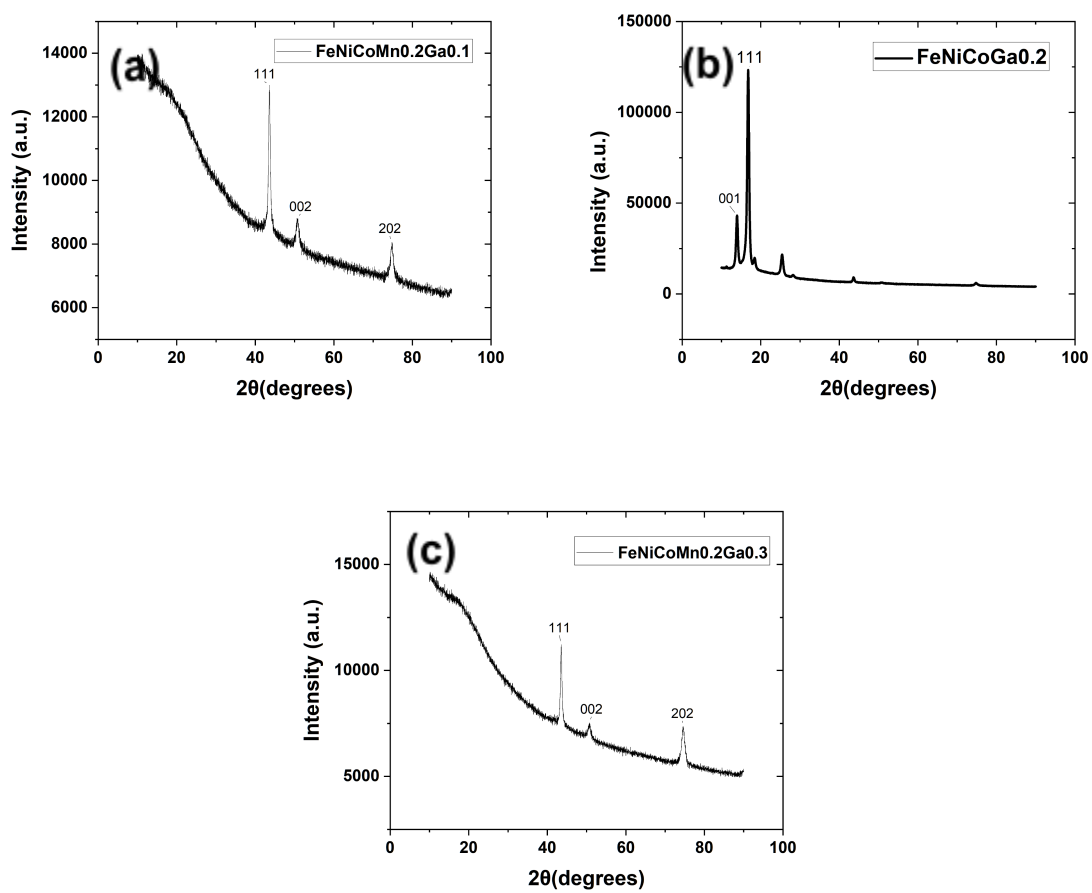 (a)
FeNiCoMn0.2Ga0.1
111
002
202
14000
12000
10000
8000
6000
0 20 40 60 80 100
Intensity (a.u.)
2θ(degrees)
(b)
FeNiCoGa0.2
111
001
150000
100000
50000
0
0 20 40 60 80 100
Intensity (a.u.)
2θ(degrees)
(c)
FeNiCoMn0.2Ga0.3
111
002
202
15000
10000
5000
0 20 40 60 80 100
Intensity (a.u.)
2θ(degrees)